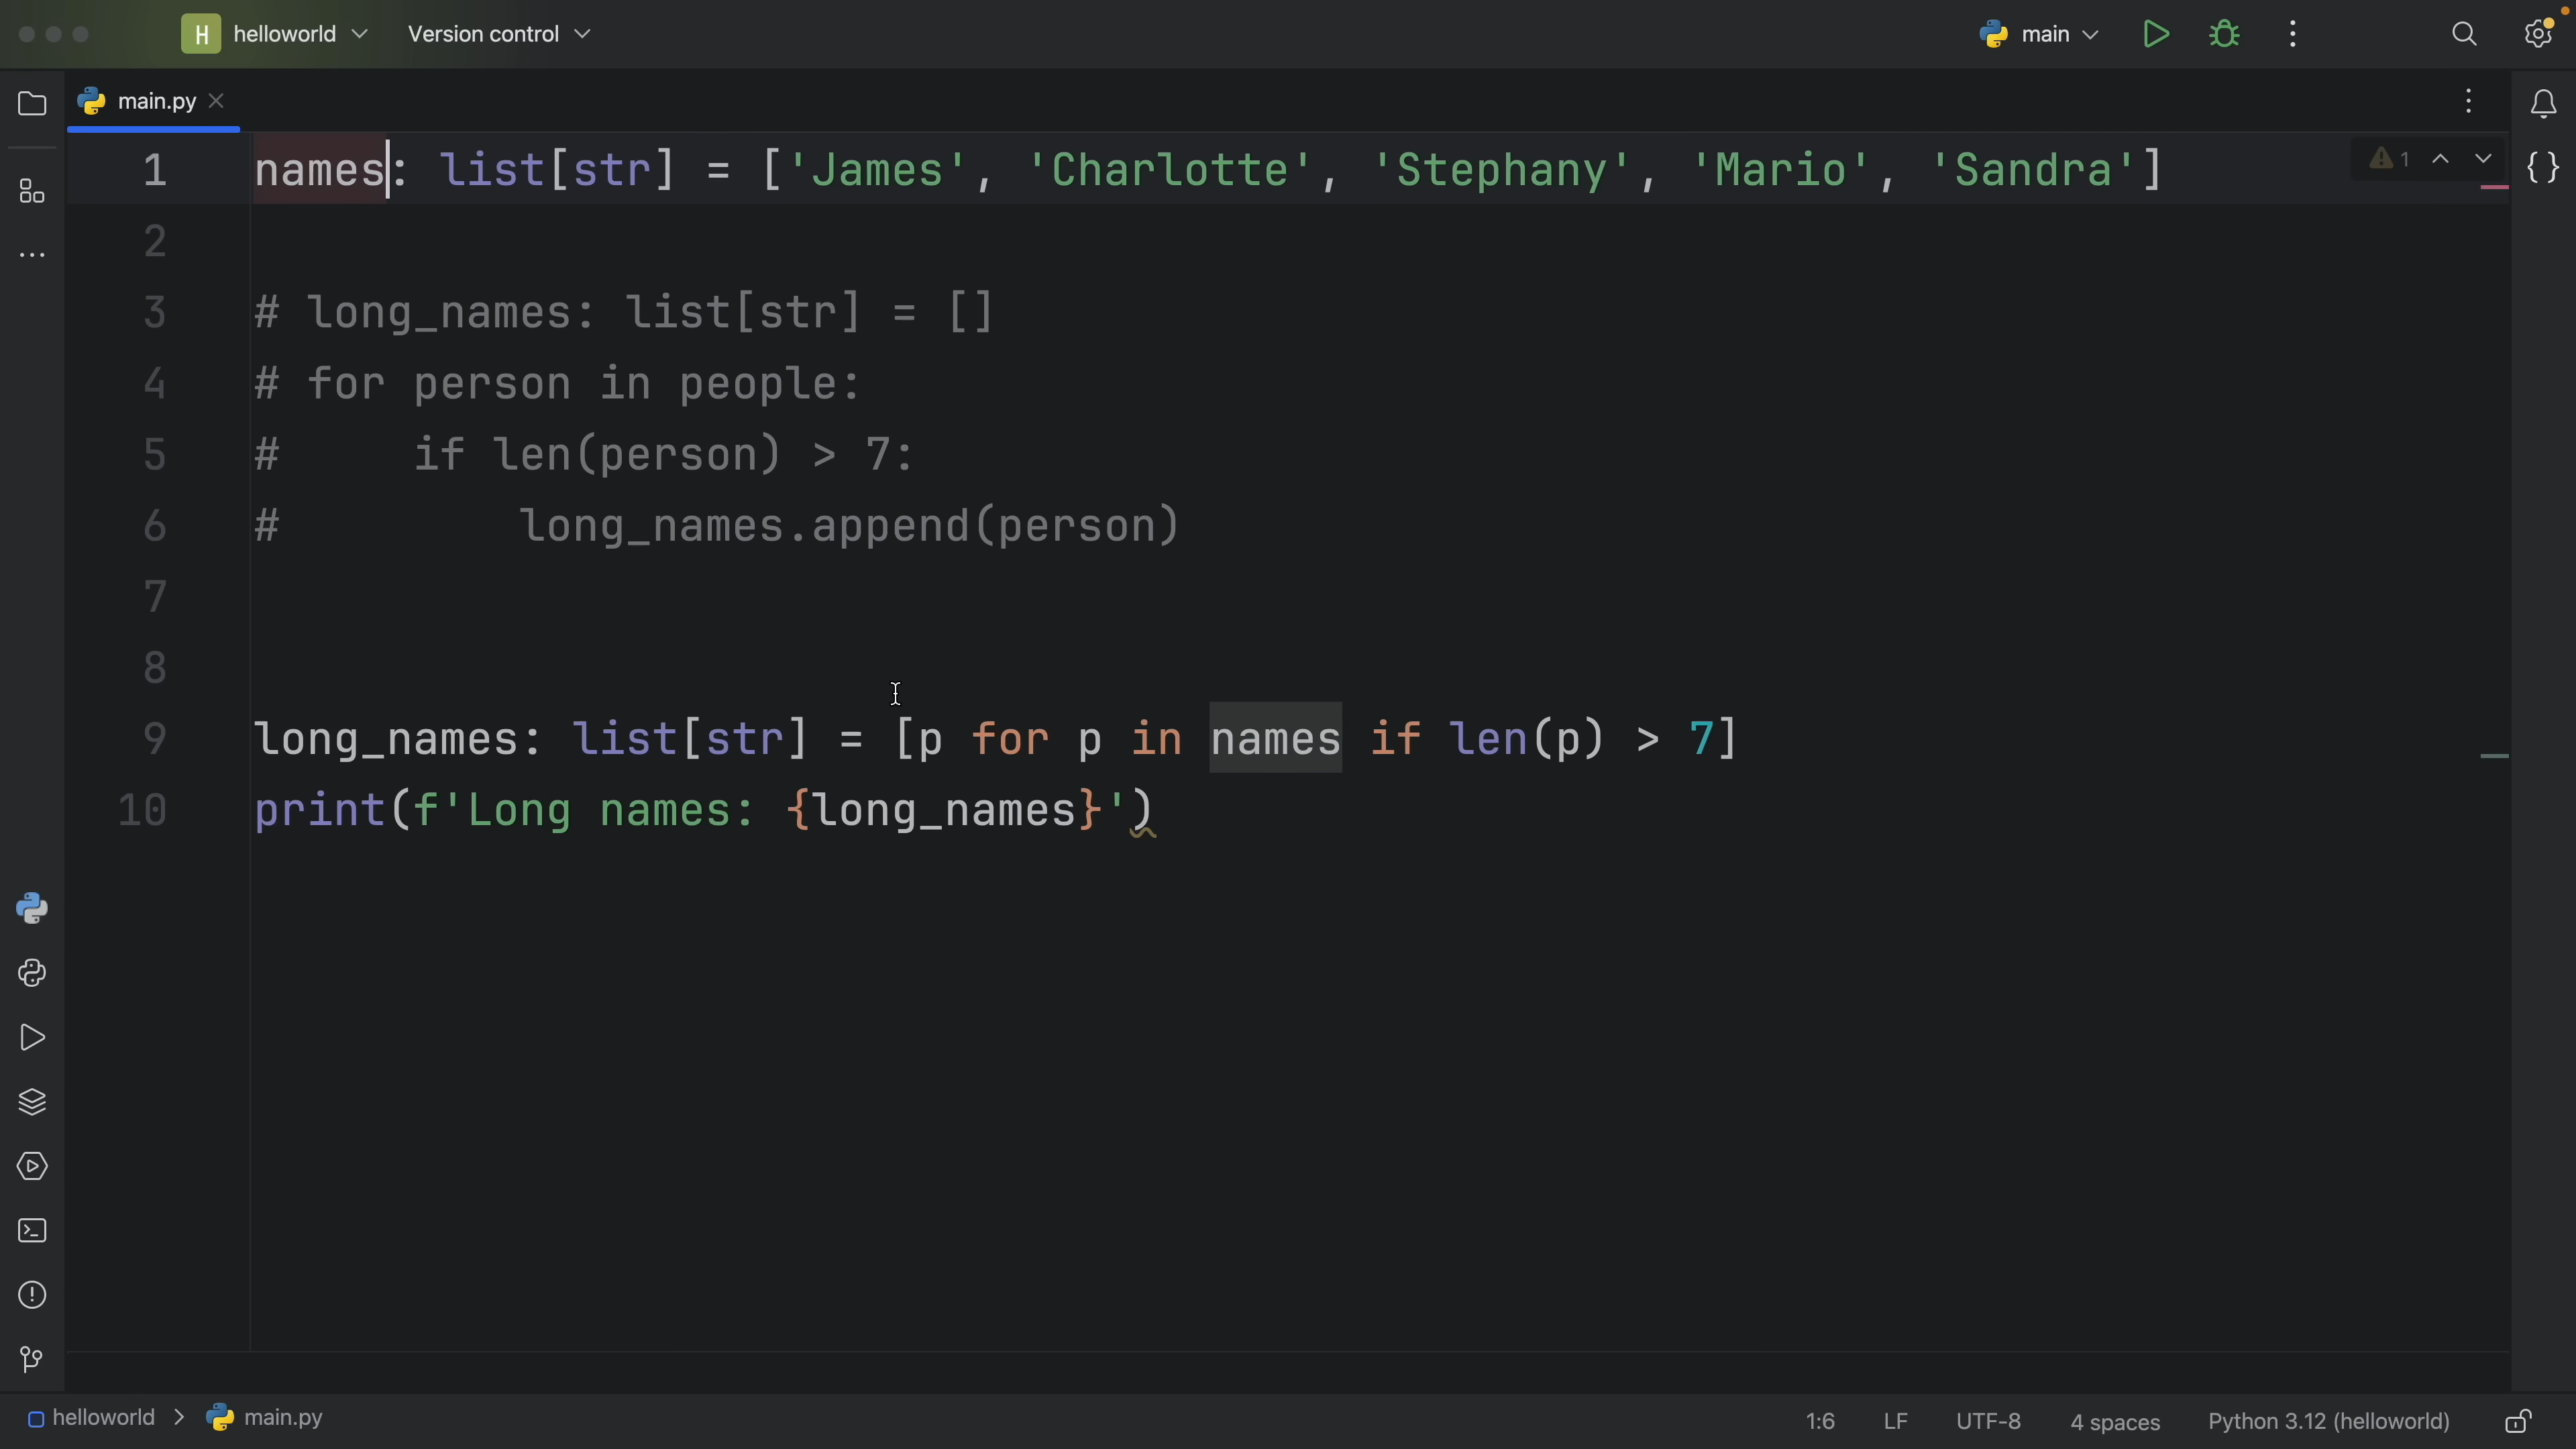 H helloworld Version control main
main.py
1 names: list[str] = ['James', 'Charlotte', 'Stephany', 'Mario', 'Sandra'] 1
2
3 # long_names: list[str] = []
4 # for person in people:
5 #     if len(person) > 7:
6 #         long_names.append(person)
7
8
9 long_names: list[str] = [p for p in names if len(p) > 7]
10 print(f'Long names: {long_names}')
helloworld > main.py 1:6 LF UTF-8 4 spaces Python 3.12 (helloworld)